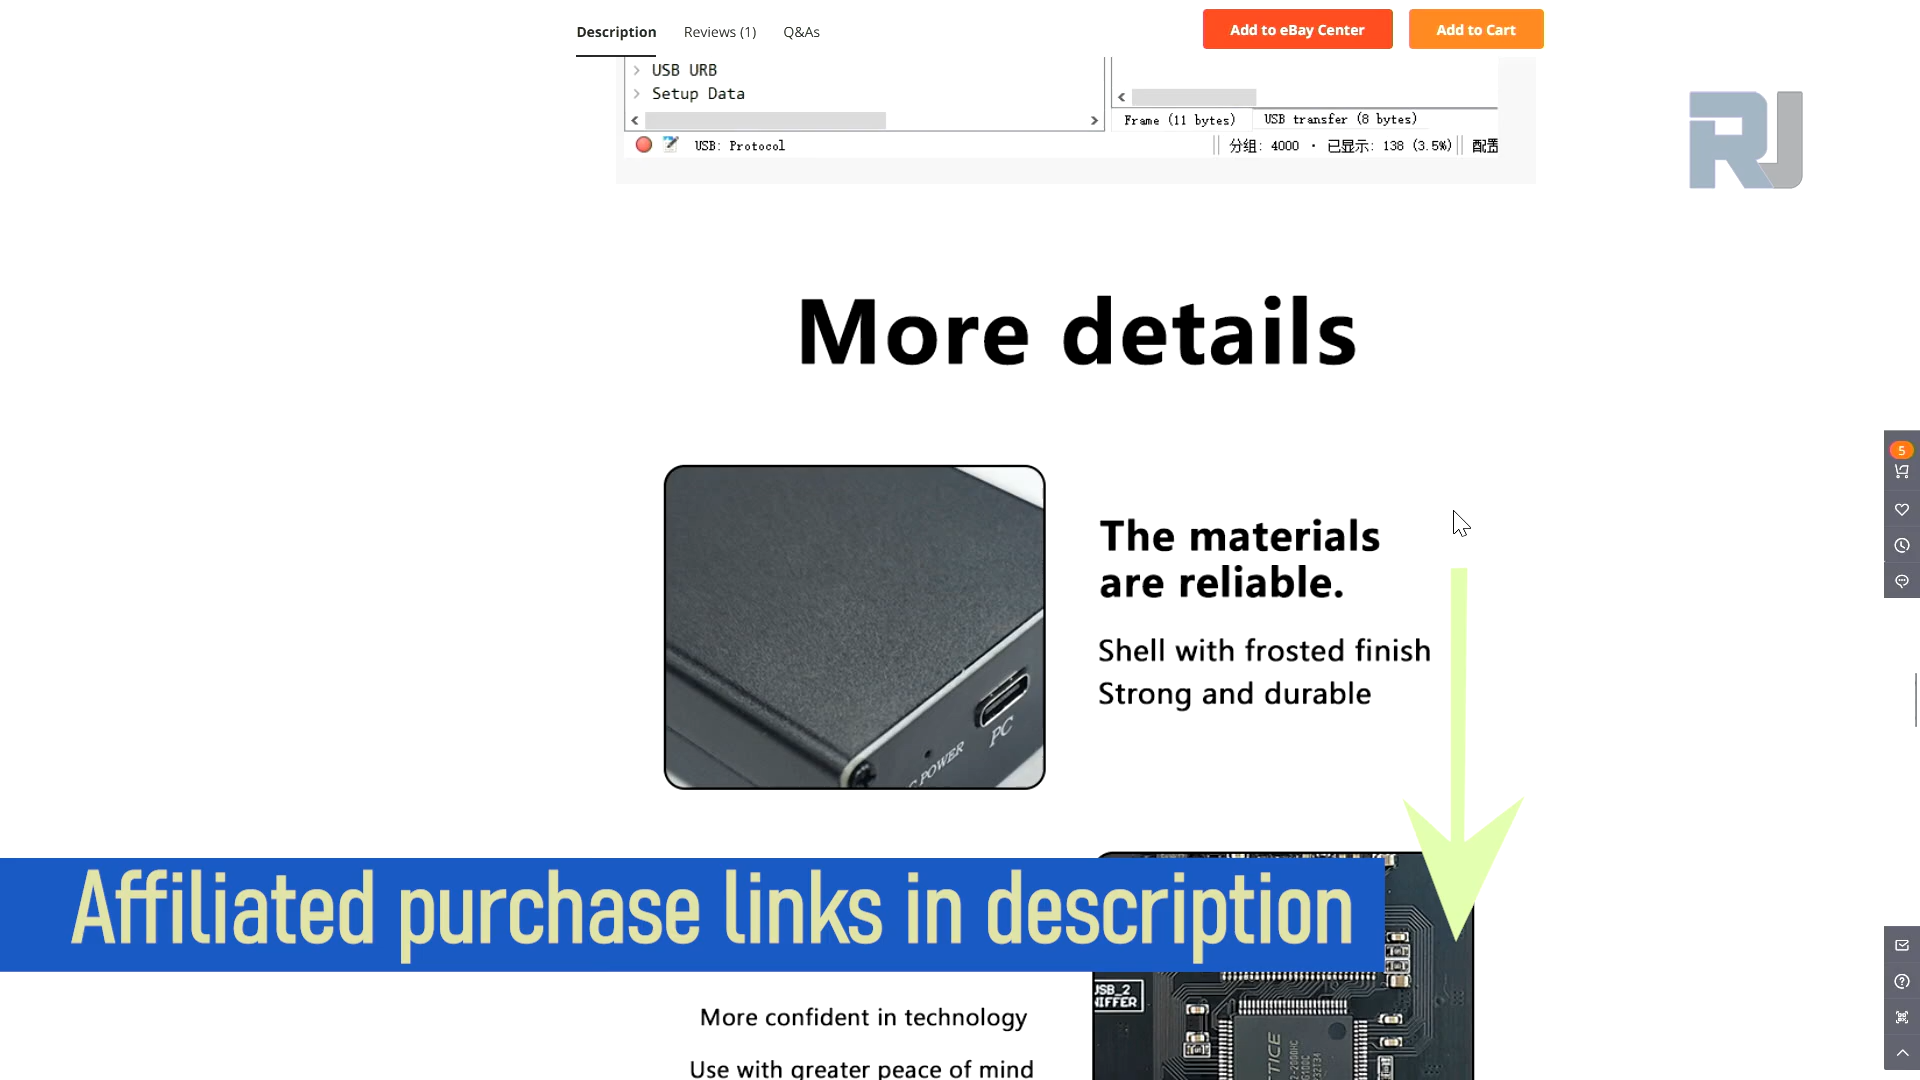 Description Reviews (1) Q&As Add to eBay Center Add to Cart
USB URB
Setup Data
Frame (11 bytes) USB transfer (8 bytes)
USB: Protocol 分组: 4000 · 已显示: 138 (3.5%) 配置
RJ
More details
5
The materials
are reliable.
Shell with frosted finish
Strong and durable
PC
POWER
Affiliated purchase links in description
USB_2
NIFFER
More confident in technology
Use with greater peace of mind